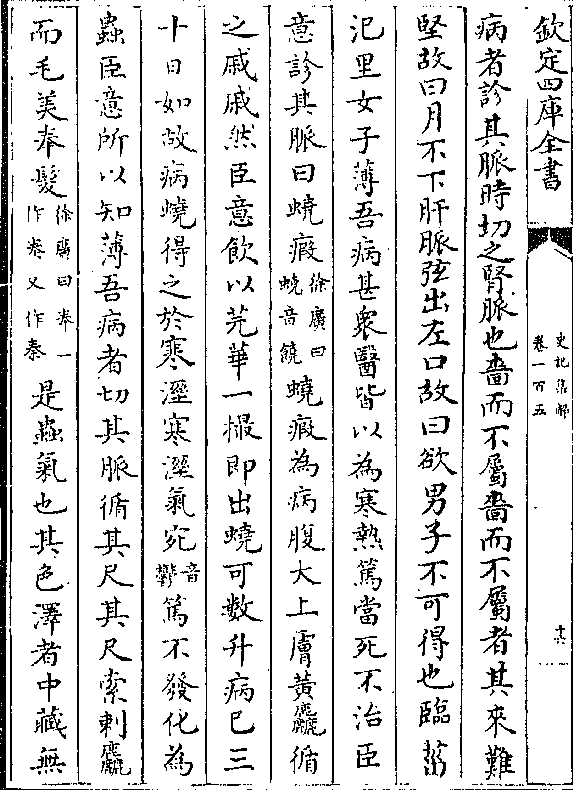 欽定四庫全書
史記集解
卷一百五
十六
病者診其脈時切之腎脈也嗇而不屬嗇而不屬者其來難
堅故曰月不下肝脈弦出左口故曰欲男子不可得也臨菑
氾里女子薄吾病甚衆醫皆以為寒熱篤當死不治臣
意診其脈曰蟯瘕徐廣曰蟯音饒蟯瘕為病腹大上膚黃麤循
之戚戚然臣意飲以芫華一撮即出蟯可數升病已三
十日如故病蟯得之於寒溼寒溼氣宛音鬱篤不發化為
蟲臣意所以知薄吾病者切其脈循其尺其尺索刺麤
而毛美奉髮徐廣曰奉一作奏又作秦是蟲氣也其色澤者中藏無